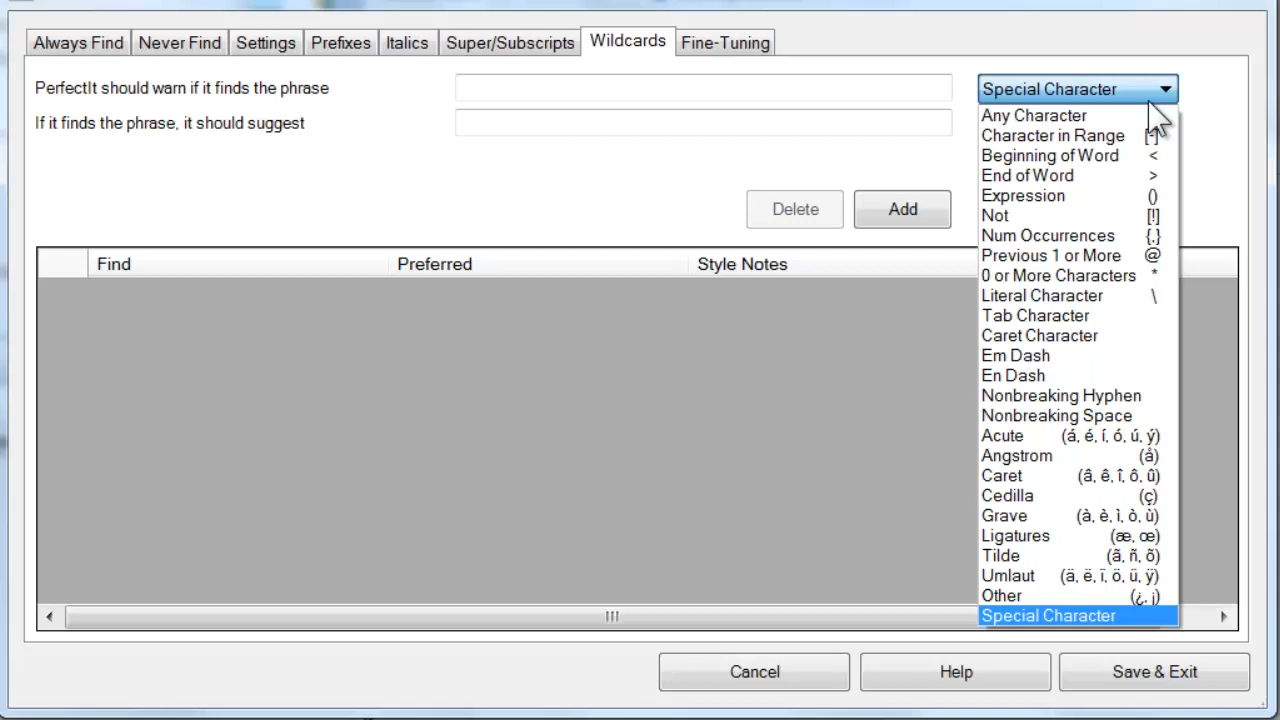 Always Find Never Find Settings Prefixes Italics Super/Subscripts Wildcards Fine-Tuning
PerfectIt should warn if it finds the phrase
If it finds the phrase, it should suggest
Delete Add
Find Preferred Style Notes
Special Character
Any Character
Character in Range [-]
Beginning of Word <
End of Word >
Expression ()
Not [!]
Num Occurrences {,}
Previous 1 or More @
0 or More Characters *
Literal Character \
Tab Character
Caret Character
Em Dash
En Dash
Nonbreaking Hyphen
Nonbreaking Space
Acute (á, é, í, ó, ú, ý)
Angstrom (å)
Caret (â, ê, î, ô, û)
Cedilla (ç)
Grave (à, è, ì, ò, ù)
Ligatures (æ, œ)
Tilde (ã, ñ, õ)
Umlaut (ä, ë, ï, ö, ü, ÿ)
Other (¿, ¡)
Special Character
Cancel Help Save & Exit